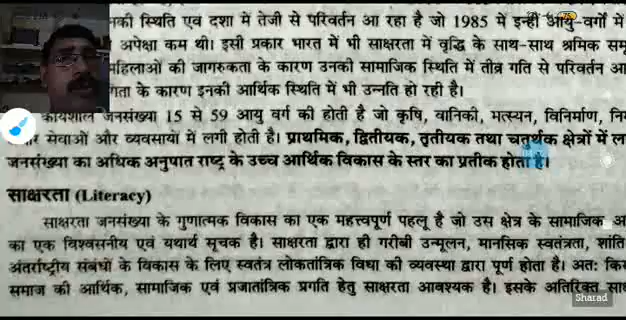 स्थिति एवं दशा में तेजी से परिवर्तन आ रहा है जो 1985 में इन्हीं आयु-वर्गों में
अपेक्षा कम थी। इसी प्रकार भारत में भी साक्षरता में वृद्धि के साथ-साथ श्रमिक
महिलाओं की जागरुकता के कारण उनकी सामाजिक स्थिति में तीव्र गति से परिवर्तन
के कारण इनकी आर्थिक स्थिति में भी उन्नति हो रही है।
जनसंख्या 15 से 59 आयु वर्ग की होती है जो कृषि, वानिकी, मत्स्यन, विनिर्माण,
सेवाओं और व्यवसायों में लगी होती है। प्राथमिक, द्वितीयक, तृतीयक तथा चतुर्थक क्षेत्रों में
जनसंख्या का अधिक अनुपात राष्ट्र के उच्च आर्थिक विकास के स्तर का प्रतीक होता है।
साक्षरता (Literacy)
साक्षरता जनसंख्या के गुणात्मक विकास का एक महत्त्वपूर्ण पहलू है जो उस क्षेत्र के सामाजिक
का एक विश्वसनीय एवं यथार्थ सूचक है। साक्षरता द्वारा ही गरीबी उन्मूलन, मानसिक स्वतंत्रता, शांति
अंतर्राष्ट्रीय संबंधों के विकास के लिए स्वतंत्र लोकतांत्रिक विधा की व्यवस्था द्वारा पूर्ण होता है। अत:
समाज की आर्थिक, सामाजिक एवं प्रजातांत्रिक प्रगति हेतु साक्षरता आवश्यक है। इसके अतिरिक्त
Sharad